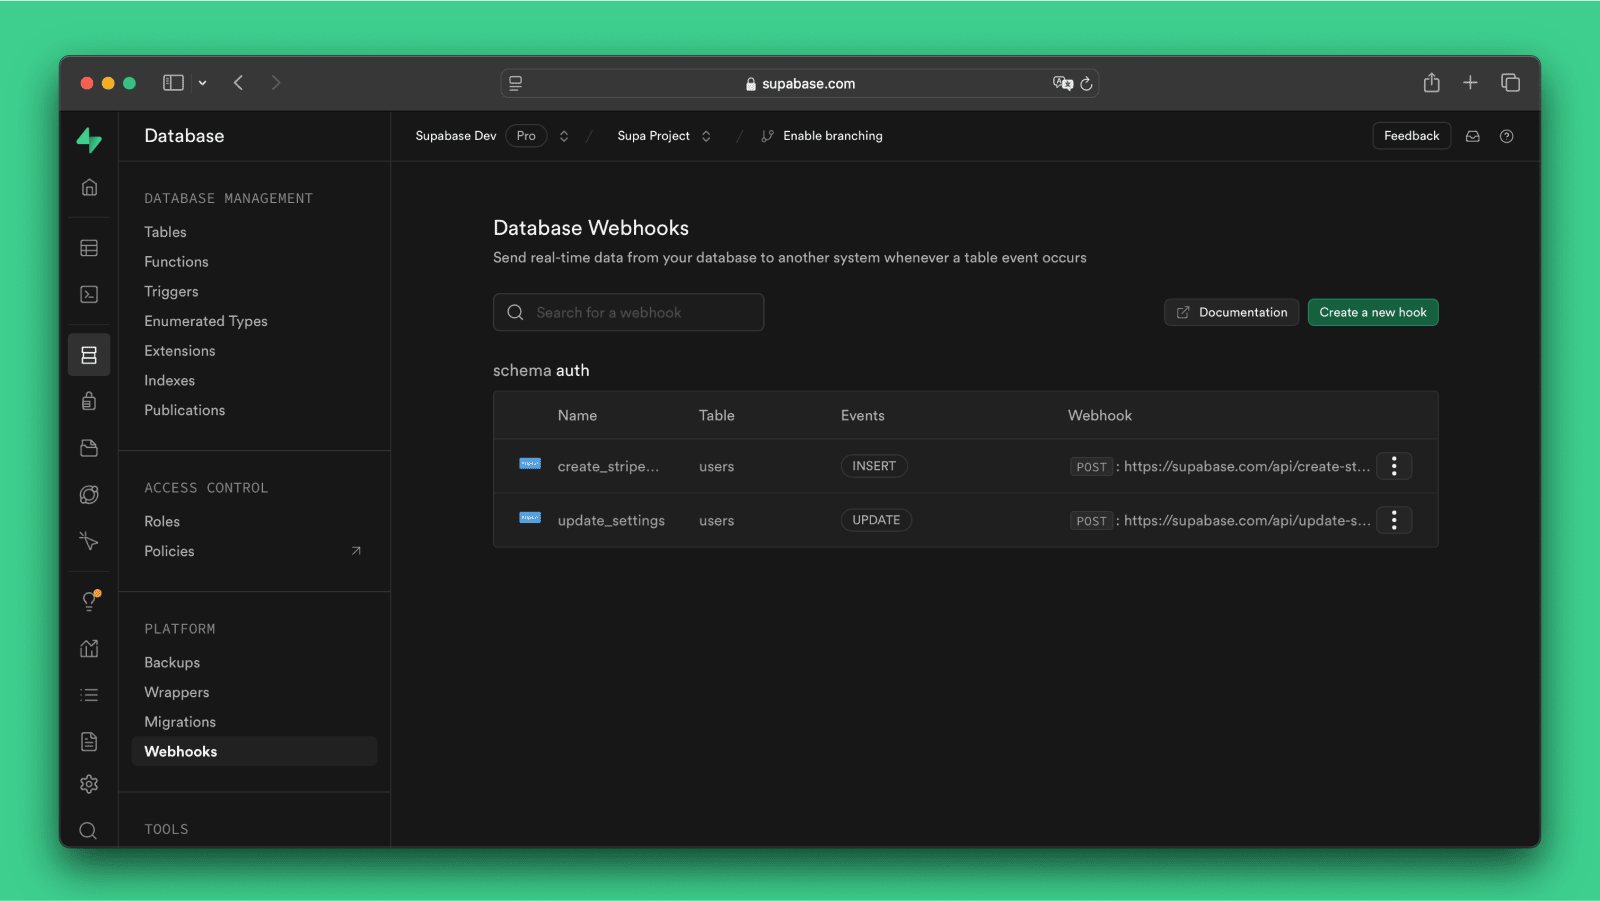 supabase.com
Database
Supabase Dev Pro / Supa Project / Enable branching
Feedback
DATABASE MANAGEMENT
Tables
Functions
Triggers
Enumerated Types
Extensions
Indexes
Publications
ACCESS CONTROL
Roles
Policies
PLATFORM
Backups
Wrappers
Migrations
Webhooks
TOOLS
Database Webhooks
Send real-time data from your database to another system whenever a table event occurs
Search for a webhook
Documentation
Create a new hook
schema auth
Name Table Events Webhook
create_stripe... users INSERT POST : https://supabase.com/api/create-st...
update_settings users UPDATE POST : https://supabase.com/api/update-s...